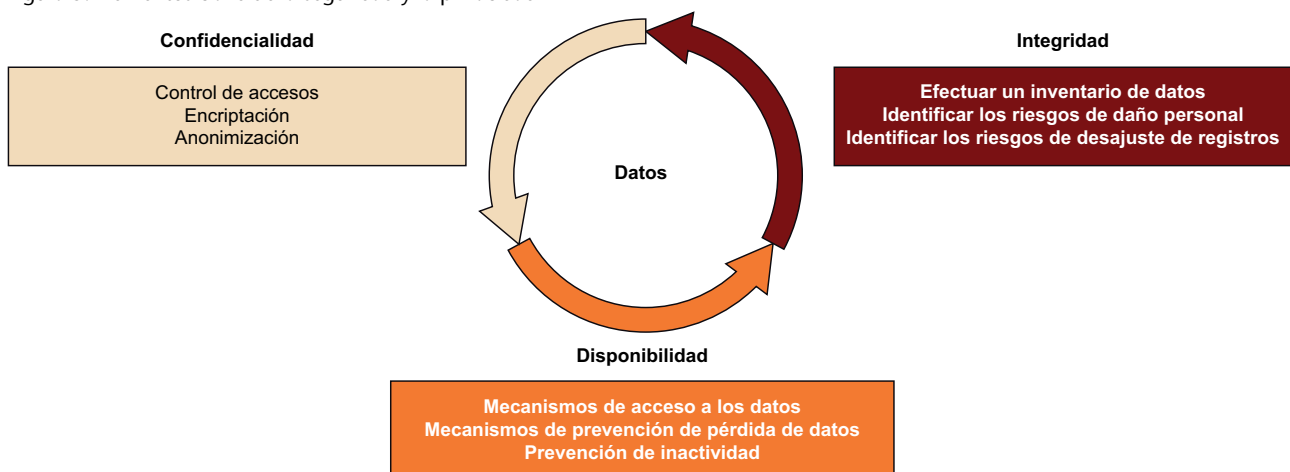 Confidencialidad
Control de accesos
Encriptación
Anonimización
Datos
Integridad
Efectuar un inventario de datos
Identificar los riesgos de daño personal
Identificar los riesgos de desajuste de registros
Disponibilidad
Mecanismos de acceso a los datos
Mecanismos de prevención de pérdida de datos
Prevención de inactividad